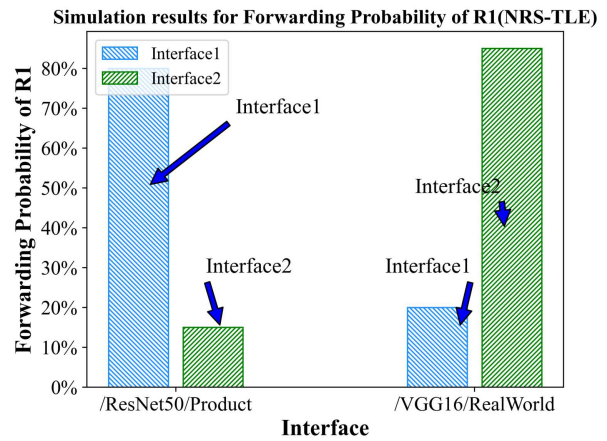 Simulation results for Forwarding Probability of R1(NRS-TLE)
Interface1
Interface2
Forwarding Probability of R1
80%
70%
60%
50%
40%
30%
20%
10%
0%
Interface1
Interface2
Interface2
Interface1
/ResNet50/Product
/VGG16/RealWorld
Interface